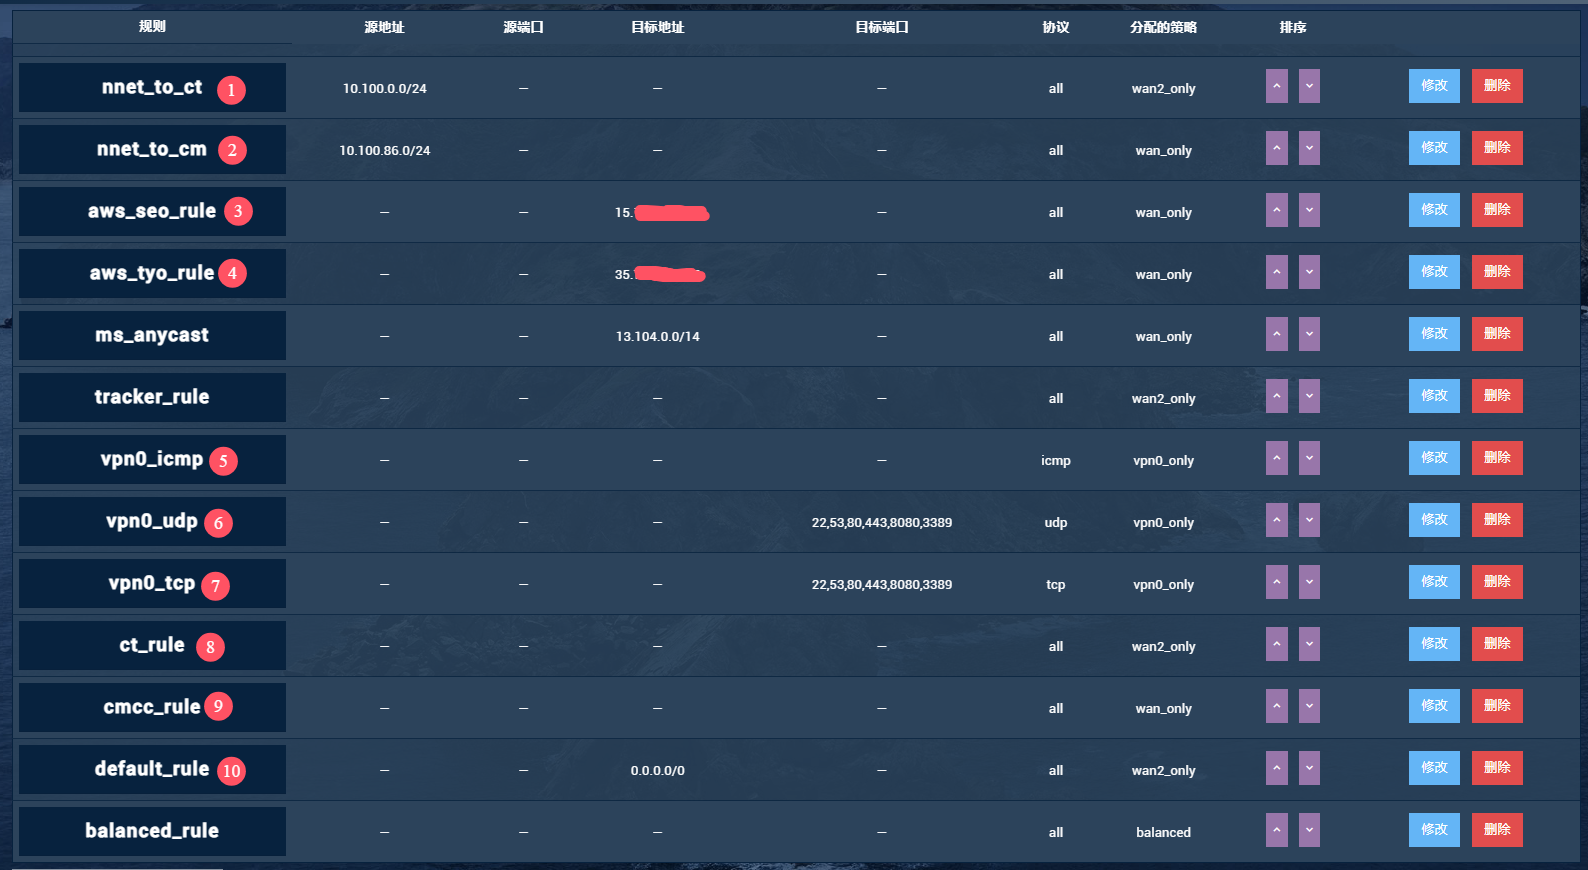 规则 源地址 源端口 目标地址 目标端口 协议 分配的策略 排序
nnet_to_ct 1 10.100.0.0/24 — — — all wan2_only 修改 删除
nnet_to_cm 2 10.100.86.0/24 — — — all wan_only 修改 删除
aws_seo_rule 3 — — 15. — all wan_only 修改 删除
aws_tyo_rule 4 — — 35. — all wan_only 修改 删除
ms_anycast — — 13.104.0.0/14 — all wan_only 修改 删除
tracker_rule — — — — all wan2_only 修改 删除
vpn0_icmp 5 — — — — icmp vpn0_only 修改 删除
vpn0_udp 6 — — — 22,53,80,443,8080,3389 udp vpn0_only 修改 删除
vpn0_tcp 7 — — — 22,53,80,443,8080,3389 tcp vpn0_only 修改 删除
ct_rule 8 — — — — all wan2_only 修改 删除
cmcc_rule 9 — — — — all wan_only 修改 删除
default_rule 10 — — 0.0.0.0/0 — all wan2_only 修改 删除
balanced_rule — — — — all balanced 修改 删除